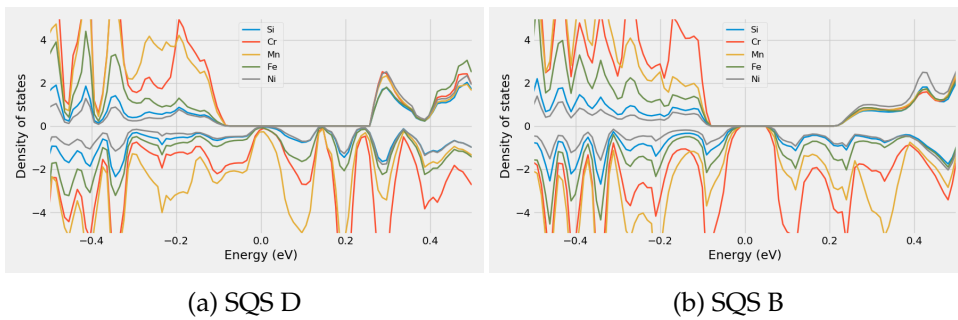 4
2
0
−2
−4
Density of states
Si
Cr
Mn
Fe
Ni
−0.4
−0.2
0.0
0.2
0.4
Energy (eV)
(a) SQS D
4
2
0
−2
−4
Density of states
Si
Cr
Mn
Fe
Ni
−0.4
−0.2
0.0
0.2
0.4
Energy (eV)
(b) SQS B